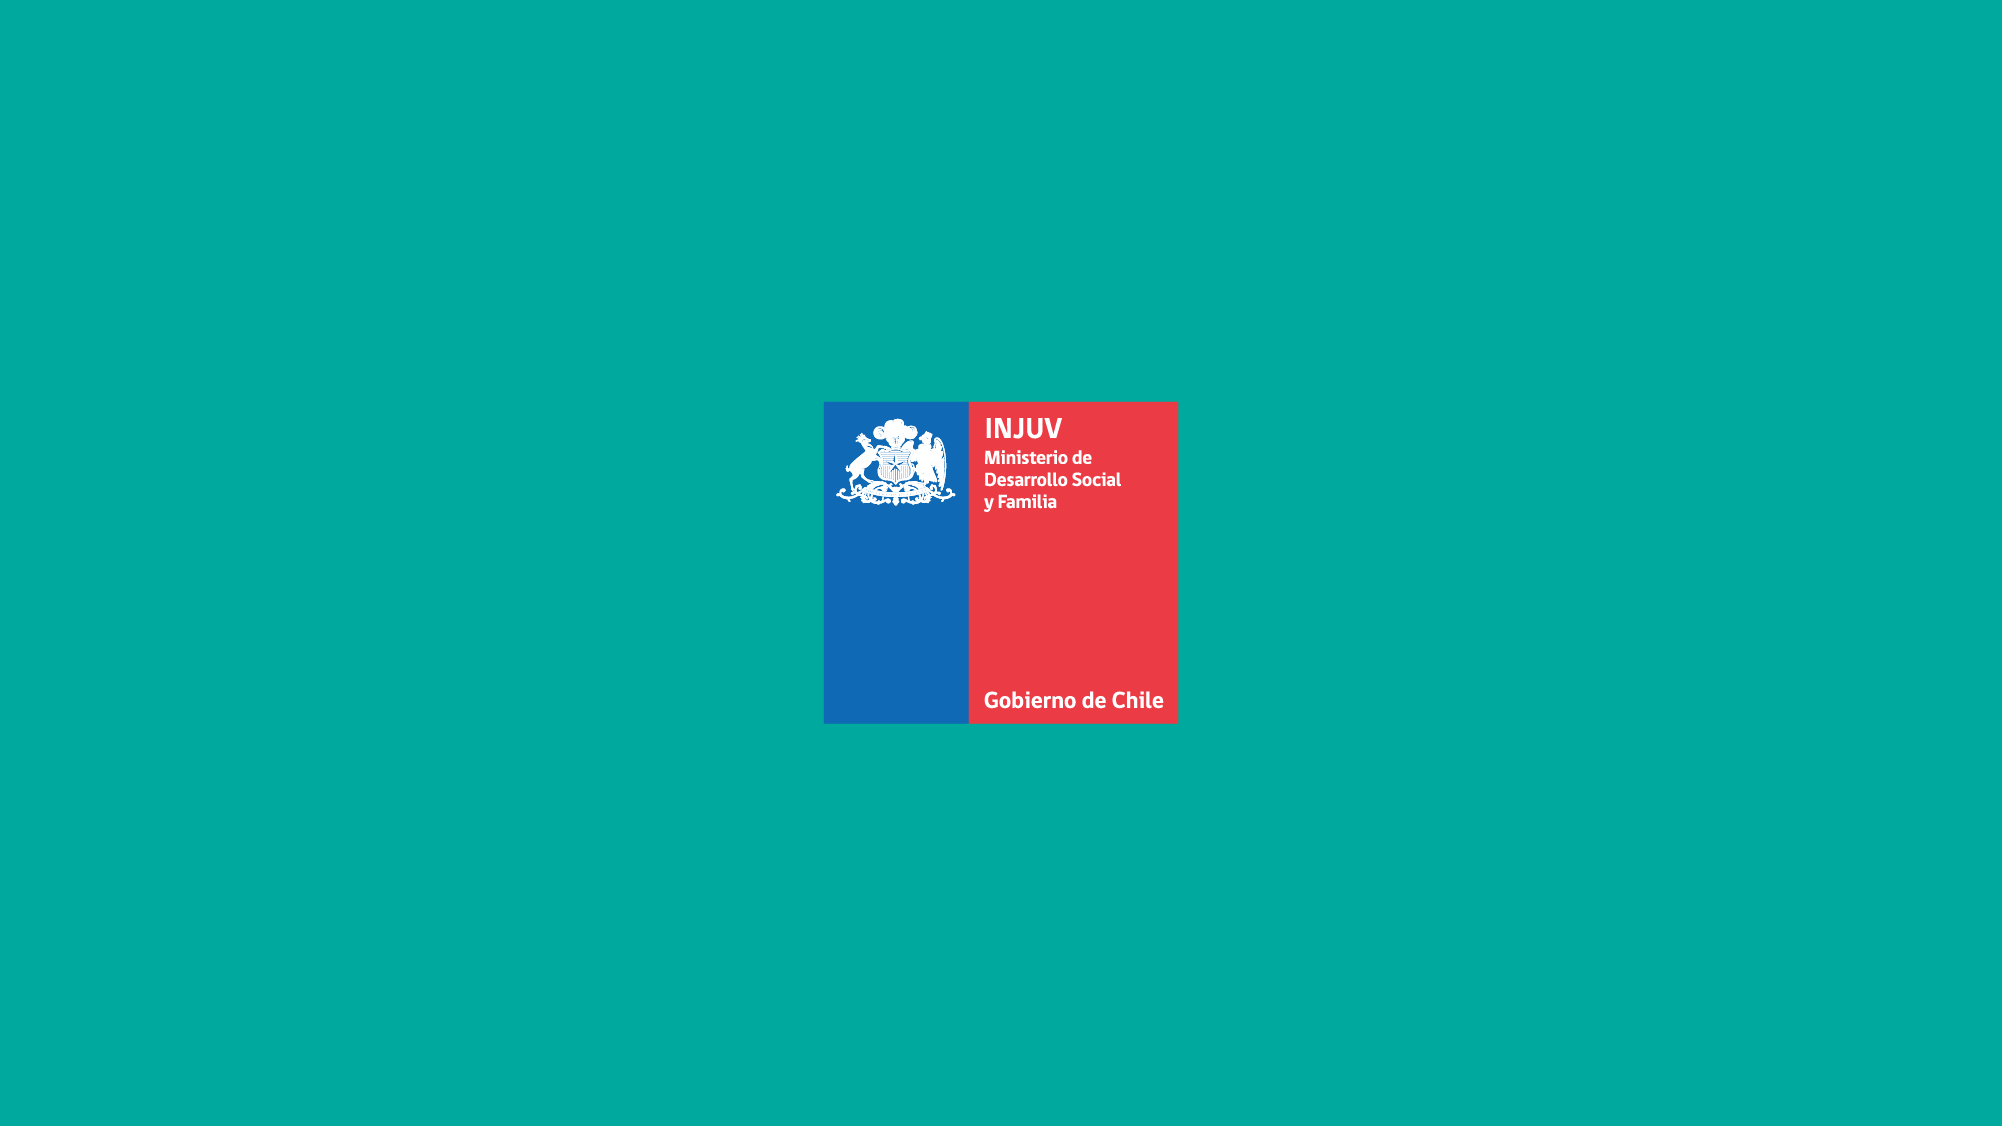 INJUV
Ministerio de
Desarrollo Social
y Familia
Gobierno de Chile